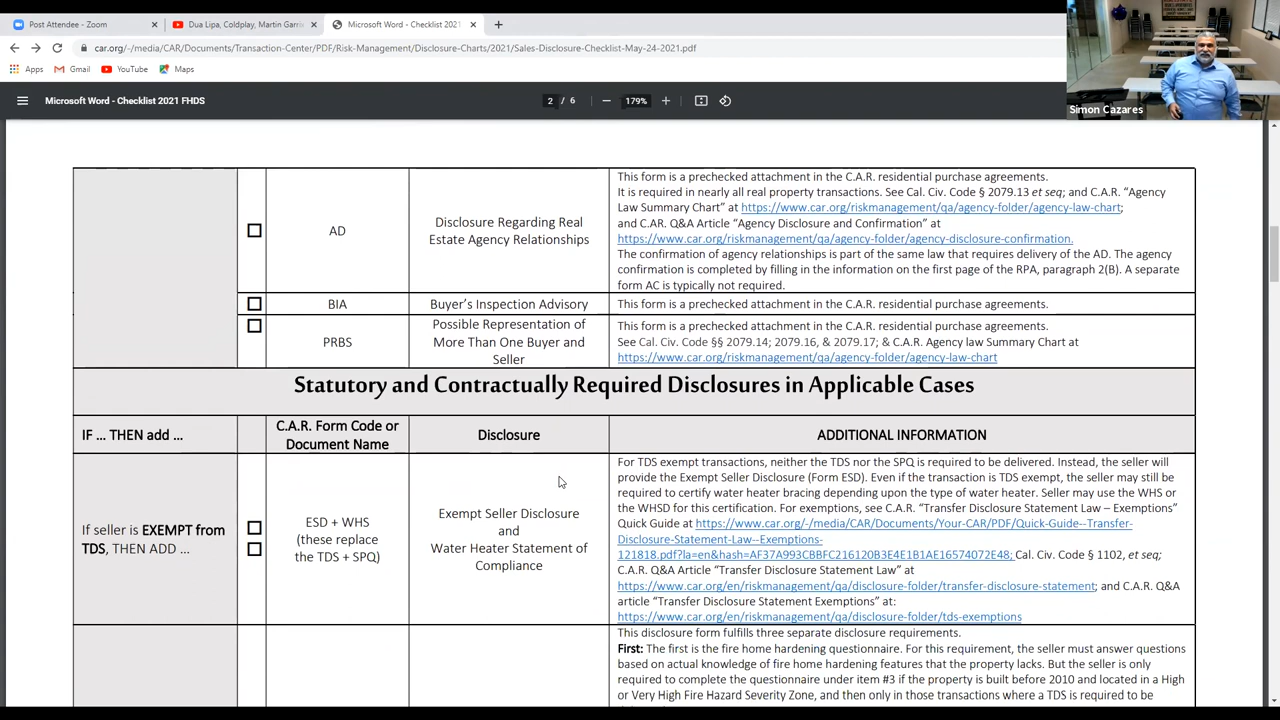 Post Attendee - Zoom
Dua Lipa, Coldplay, Martin Garri
Microsoft Word - Checklist 2021
car.org/-/media/CAR/Documents/Transaction-Center/PDF/Risk-Management/Disclosure-Charts/2021/Sales-Disclosure-Checklist-May-24-2021.pdf
Apps
Gmail
YouTube
Maps
Microsoft Word - Checklist 2021 FHDS
2 / 6
179%
Simon Cazares
AD
Disclosure Regarding Real
Estate Agency Relationships
This form is a prechecked attachment in the C.A.R. residential purchase agreements.
It is required in nearly all real property transactions. See Cal. Civ. Code § 2079.13 et seq; and C.A.R. “Agency
Law Summary Chart” at https://www.car.org/riskmanagement/qa/agency-folder/agency-law-chart;
and C.AR. Q&A Article “Agency Disclosure and Confirmation” at
https://www.car.org/riskmanagement/qa/agency-folder/agency-disclosure-confirmation.
The confirmation of agency relationships is part of the same law that requires delivery of the AD. The agency
confirmation is completed by filling in the information on the first page of the RPA, paragraph 2(B). A separate
form AC is typically not required.
BIA
Buyer’s Inspection Advisory
This form is a prechecked attachment in the C.A.R. residential purchase agreements.
PRBS
Possible Representation of
More Than One Buyer and
Seller
This form is a prechecked attachment in the C.A.R. residential purchase agreements.
See Cal. Civ. Code §§ 2079.14; 2079.16, & 2079.17; & C.A.R. Agency law Summary Chart at
https://www.car.org/riskmanagement/qa/agency-folder/agency-law-chart
Statutory and Contractually Required Disclosures in Applicable Cases
IF … THEN add …
C.A.R. Form Code or
Document Name
Disclosure
ADDITIONAL INFORMATION
If seller is EXEMPT from
TDS, THEN ADD …
ESD + WHS
(these replace
the TDS + SPQ)
Exempt Seller Disclosure
and
Water Heater Statement of
Compliance
For TDS exempt transactions, neither the TDS nor the SPQ is required to be delivered. Instead, the seller will
provide the Exempt Seller Disclosure (Form ESD). Even if the transaction is TDS exempt, the seller may still be
required to certify water heater bracing depending upon the type of water heater. Seller may use the WHS or
the WHSD for this certification. For exemptions, see C.A.R. “Transfer Disclosure Statement Law – Exemptions”
Quick Guide at https://www.car.org/-/media/CAR/Documents/Your-CAR/PDF/Quick-Guide--Transfer-
Disclosure-Statement-Law--Exemptions-
121818.pdf?la=en&hash=AF37A993CBBFC216120B3E4E1B1AE16574072E48; Cal. Civ. Code § 1102, et seq;
C.A.R. Q&A Article “Transfer Disclosure Statement Law” at
https://www.car.org/en/riskmanagement/qa/disclosure-folder/transfer-disclosure-statement; and C.A.R. Q&A
article “Transfer Disclosure Statement Exemptions” at:
https://www.car.org/en/riskmanagement/qa/disclosure-folder/tds-exemptions
This disclosure form fulfills three separate disclosure requirements.
First: The first is the fire home hardening questionnaire. For this requirement, the seller must answer questions
based on actual knowledge of fire home hardening features that the property lacks. But the seller is only
required to complete the questionnaire under item #3 if the property is built before 2010 and located in a High
or Very High Fire Hazard Severity Zone, and then only in those transactions where a TDS is required to be